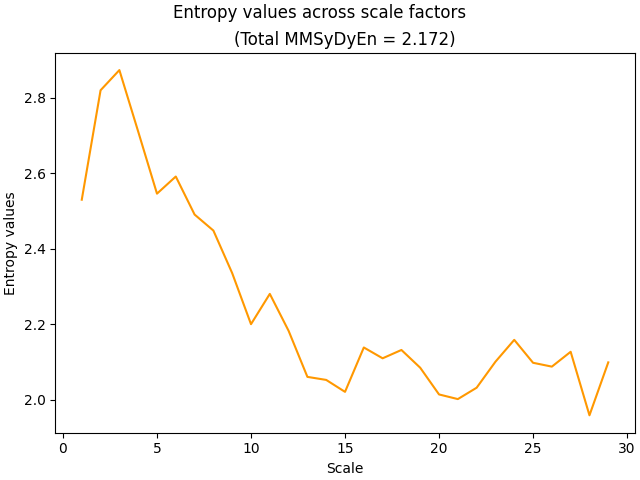 Entropy values across scale factors
(Total MMSyDyEn = 2.172)
2.8
2.6
2.4
2.2
2.0
Entropy values
0 5 10 15 20 25 30
Scale